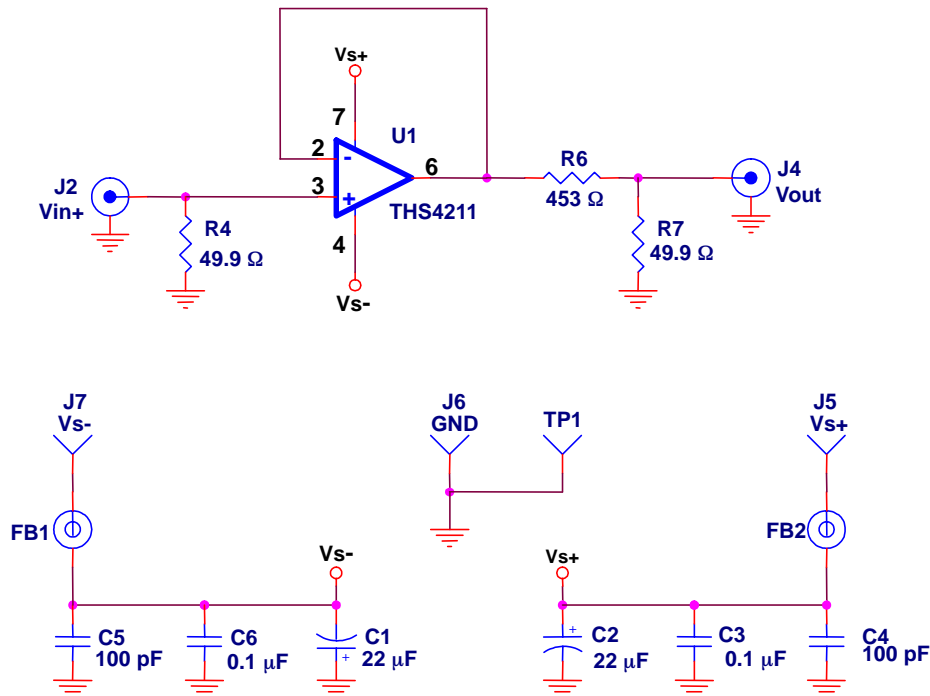 Vs+
7
U1
2
-
6
R6
J4
J2
3
+
453 Ω
Vout
Vin+
THS4211
R4
R7
49.9 Ω
4
49.9 Ω
Vs-
J7
Vs-
J6
GND
TP1
J5
Vs+
FB1
FB2
Vs-
Vs+
C5
100 pF
C6
0.1 μF
C1
+
22 μF
+
C2
22 μF
C3
0.1 μF
C4
100 pF